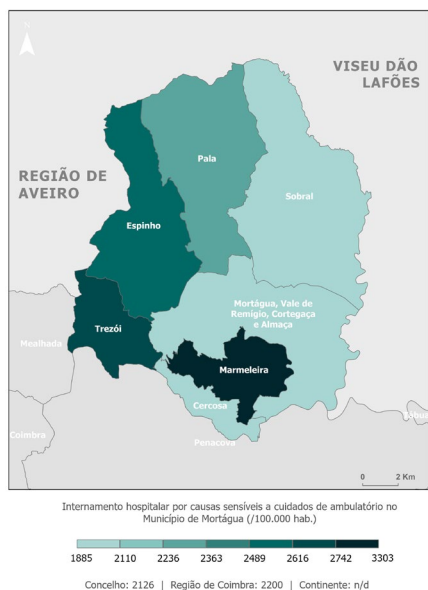 VISEU DÃO
LAFÕES
Pala
REGIÃO DE
AVEIRO
Sobral
Espinho
Mortágua, Vale de
Remígio, Cortegaça
e Almaça
Trezói
Mealhada
Marmeleira
Cercosa
Tábua
Coimbra
Penacova
0 2 Km
Internamento hospitalar por causas sensíveis a cuidados de ambulatório no
Município de Mortágua (/100.000 hab.)
1885 2110 2236 2363 2489 2616 2742 3303
Concelho: 2126 | Região de Coimbra: 2200 | Continente: n/d